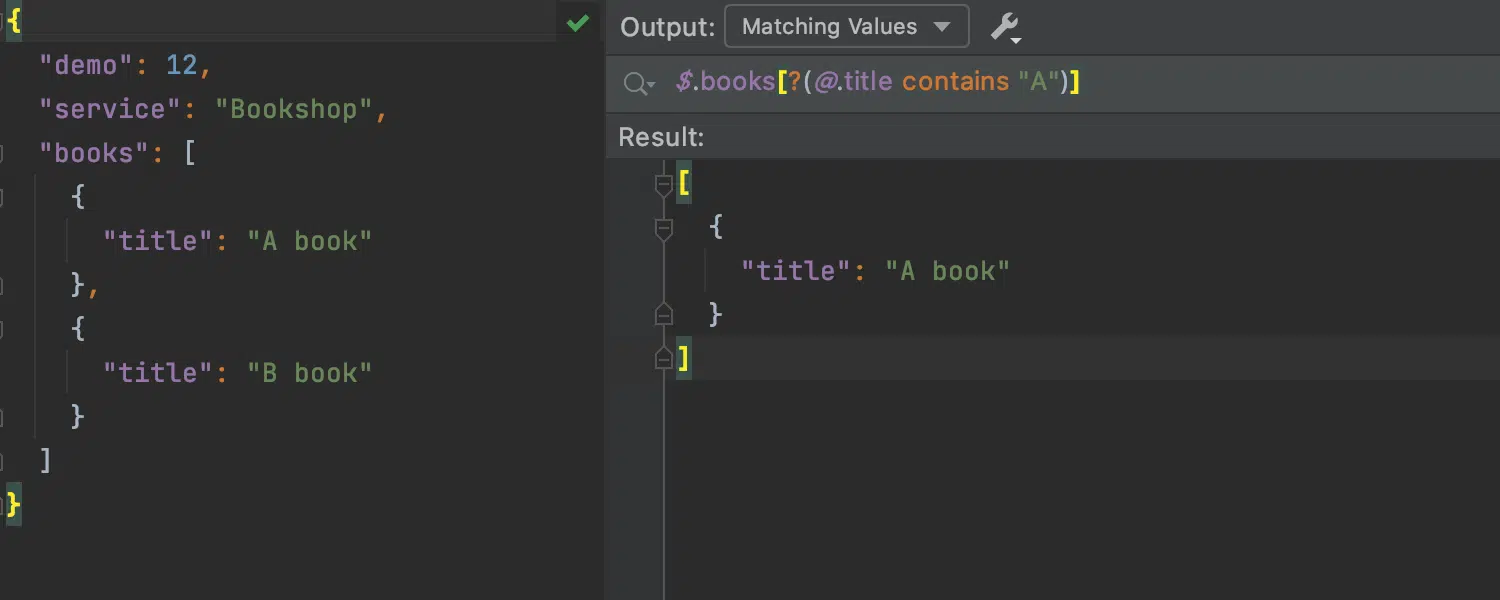 {
"demo": 12,
"service": "Bookshop",
"books": [
{
"title": "A book"
},
{
"title": "B book"
}
]
}
Output: Matching Values
$.books[?(@.title contains "A")]
Result:
[
{
"title": "A book"
}
]